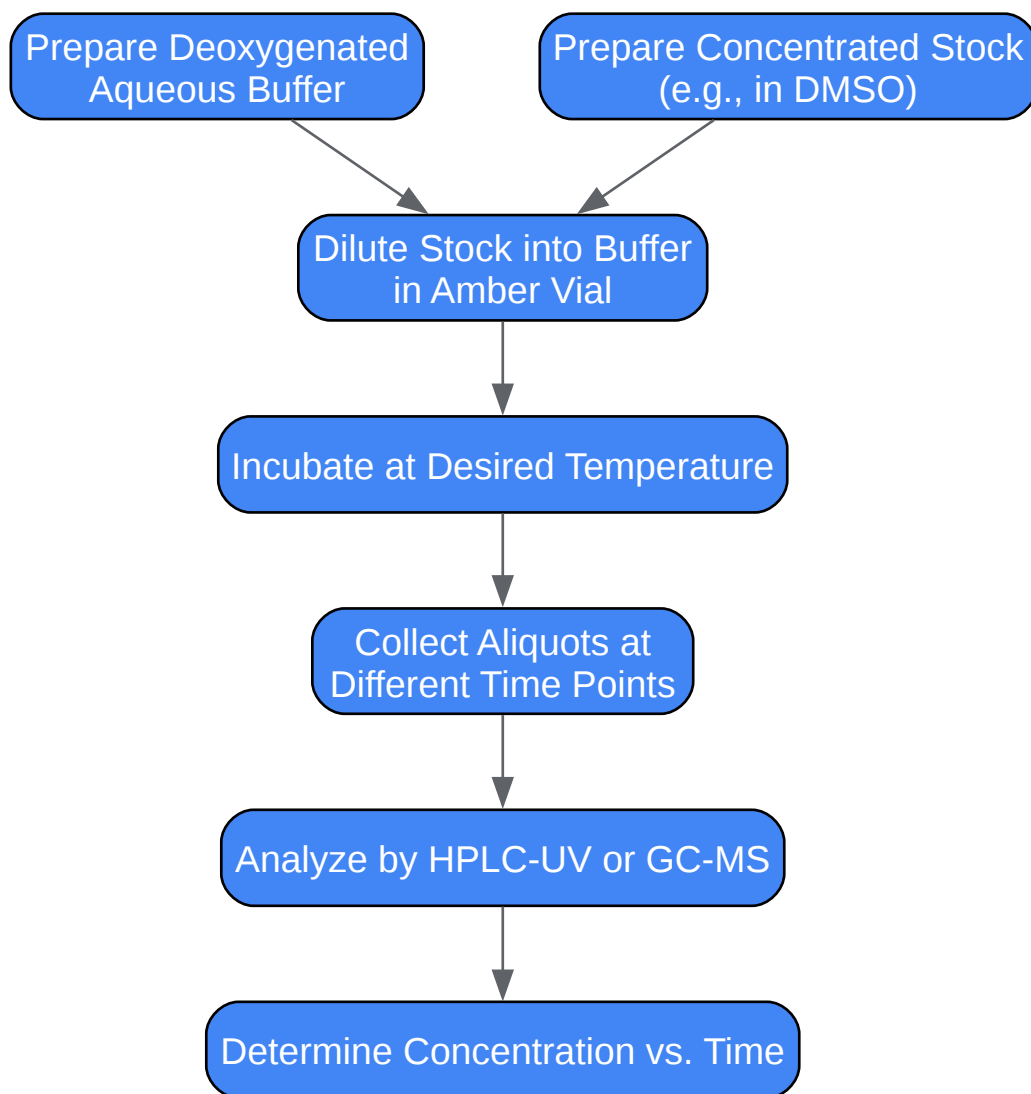 Prepare Deoxygenated
Aqueous Buffer
Prepare Concentrated Stock
(e.g., in DMSO)
Dilute Stock into Buffer
in Amber Vial
Incubate at Desired Temperature
Collect Aliquots at
Different Time Points
Analyze by HPLC-UV or GC-MS
Determine Concentration vs. Time